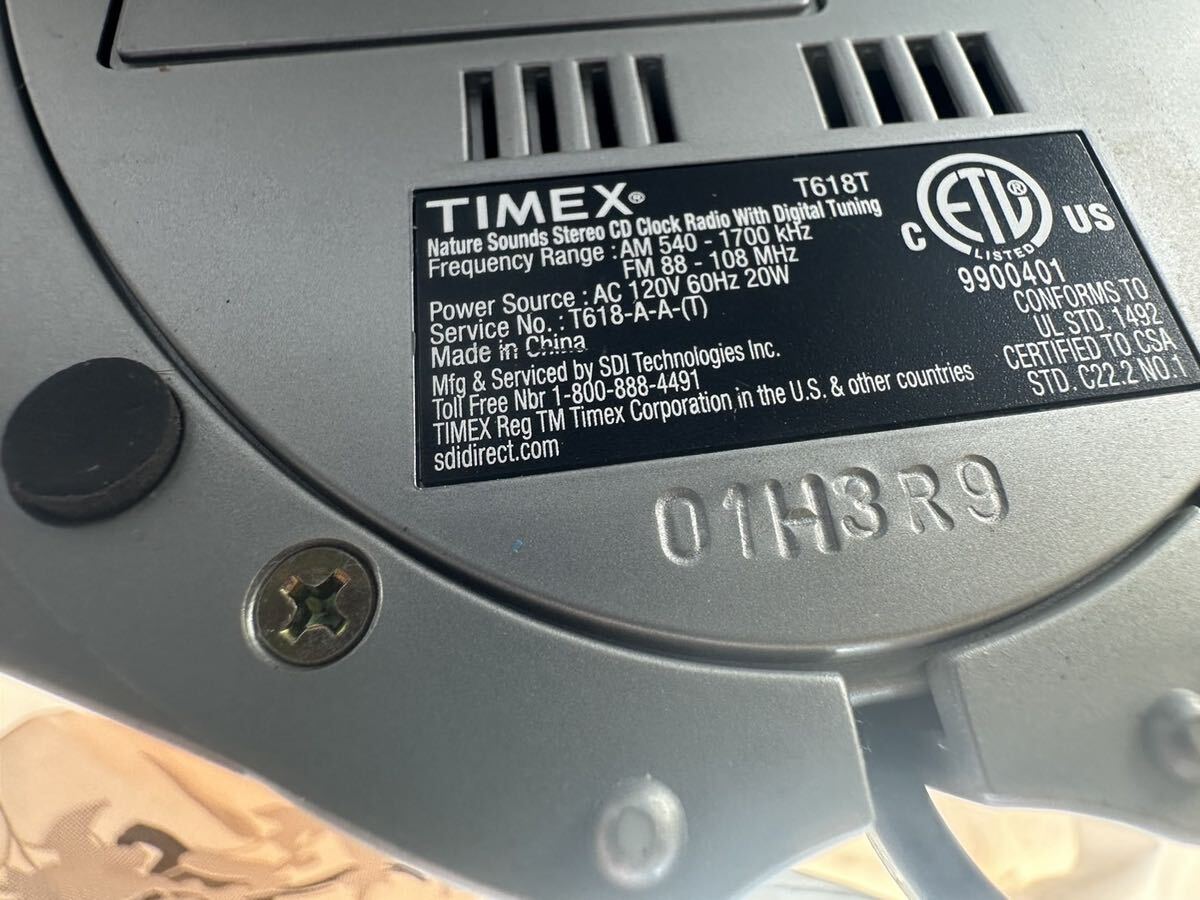 TIMEX®
T618T
Nature Sounds Stereo CD Clock Radio With Digital Tuning
Frequency Range : AM 540 - 1700 kHz
FM 88 - 108 MHz
Power Source : AC 120V 60Hz 20W
Service No. : T618-A-A-(T)
Made in China
Mfg & Serviced by SDI Technologies Inc.
Toll Free Nbr 1-800-888-4491
TIMEX Reg TM Timex Corporation in the U.S. & other countries
sdidirect.com
C ETL® US
LISTED
9900401
CONFORMS TO
UL STD. 1492
CERTIFIED TO CSA
STD. C22.2 NO.1
01H3R9